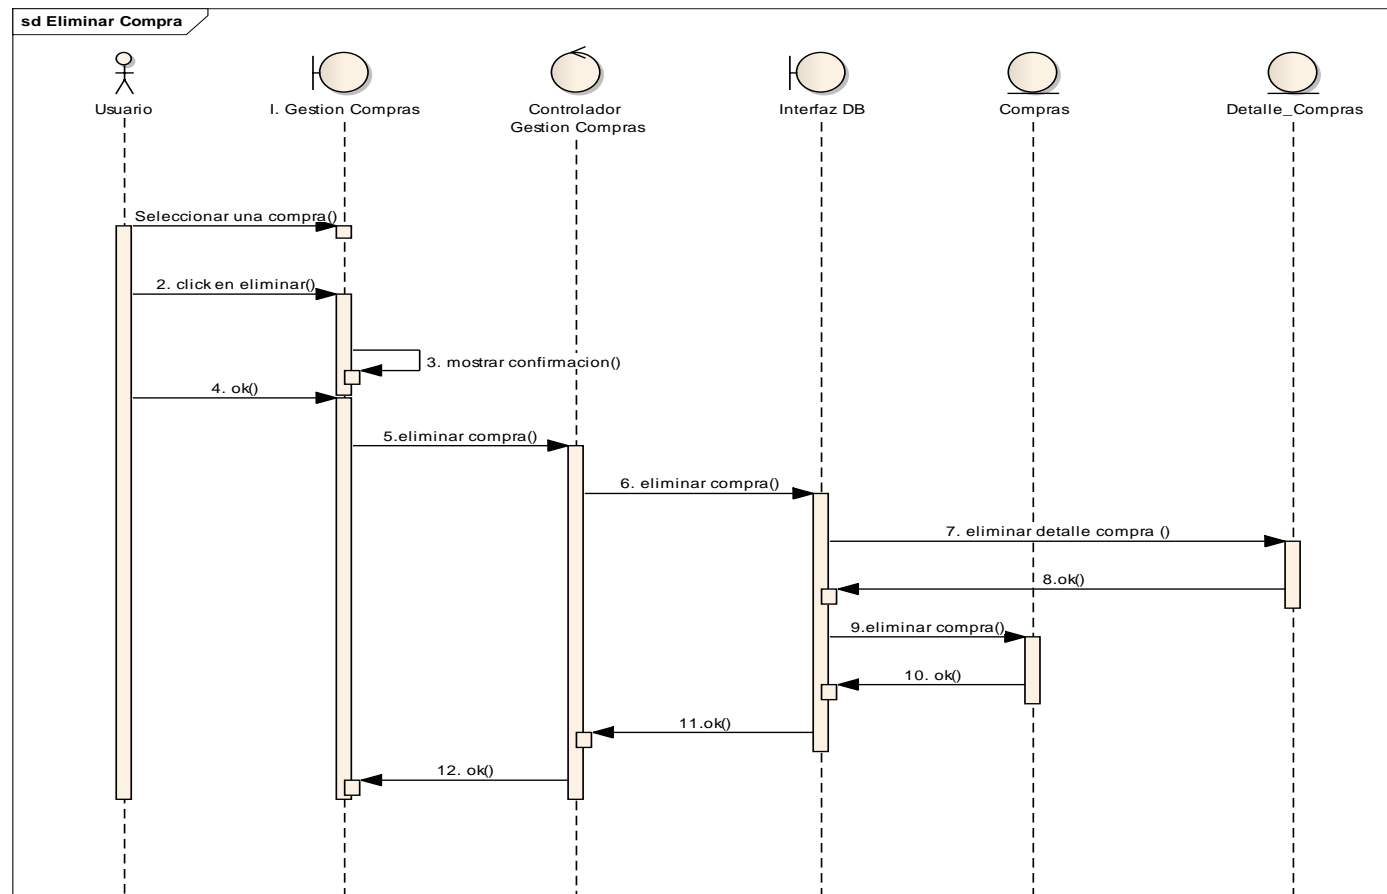 sd Eliminar Compra
Usuario
I. Gestion Compras
Controlador
Gestion Compras
Interfaz DB
Compras
Detalle_Compras
Seleccionar una compra()
2. click en eliminar()
3. mostrar confirmacion()
4. ok()
5.eliminar compra()
6. eliminar compra()
7. eliminar detalle compra ()
8.ok()
9.eliminar compra()
10. ok()
11.ok()
12. ok()